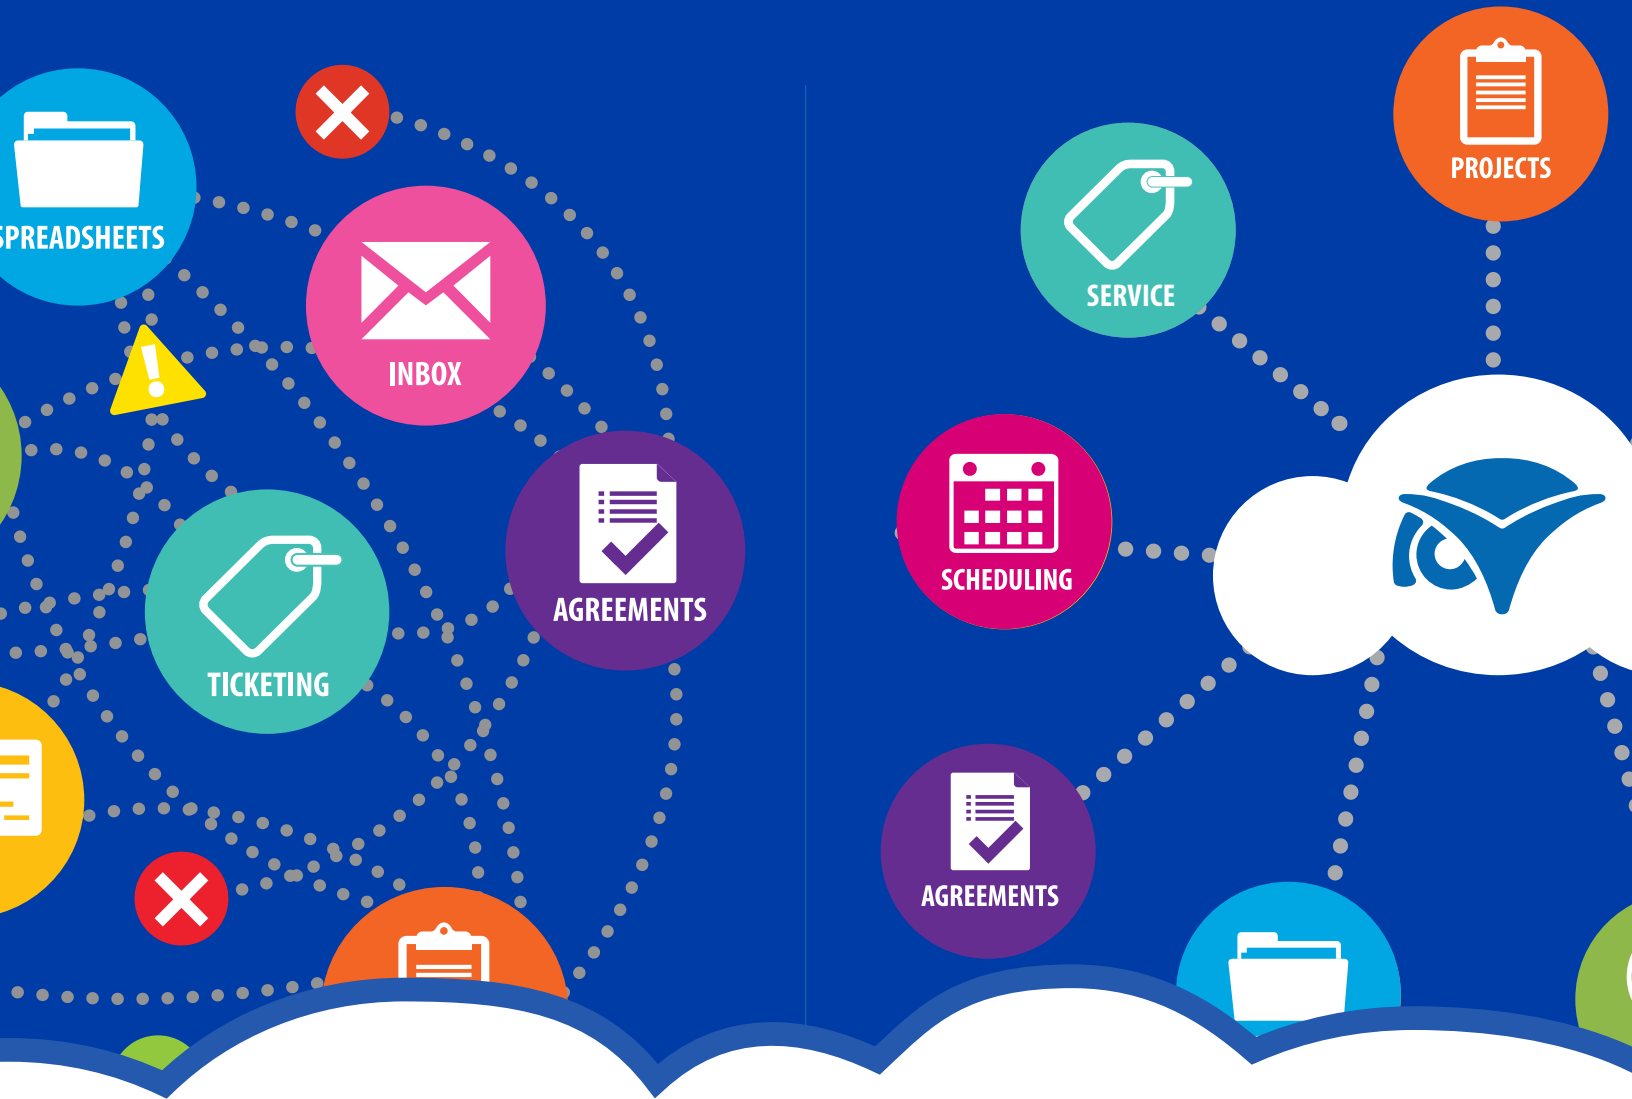 SPREADSHEETS
INBOX
AGREEMENTS
TICKETING
PROJECTS
SERVICE
SCHEDULING
AGREEMENTS